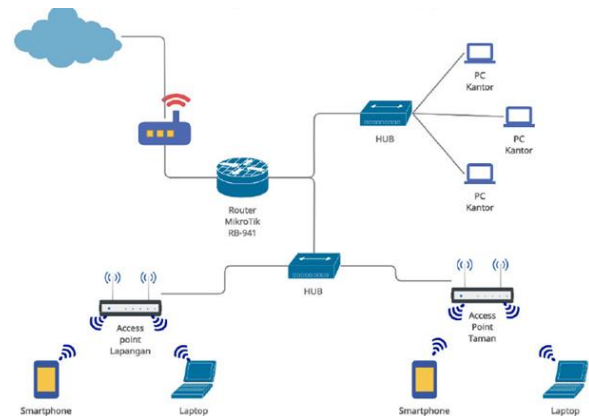 PC
Kantor
HUB
PC
Kantor
PC
Kantor
Router
MikroTik
RB-941
HUB
Access
point
Lapangan
Access
Point
Taman
Smartphone
Laptop
Smartphone
Laptop